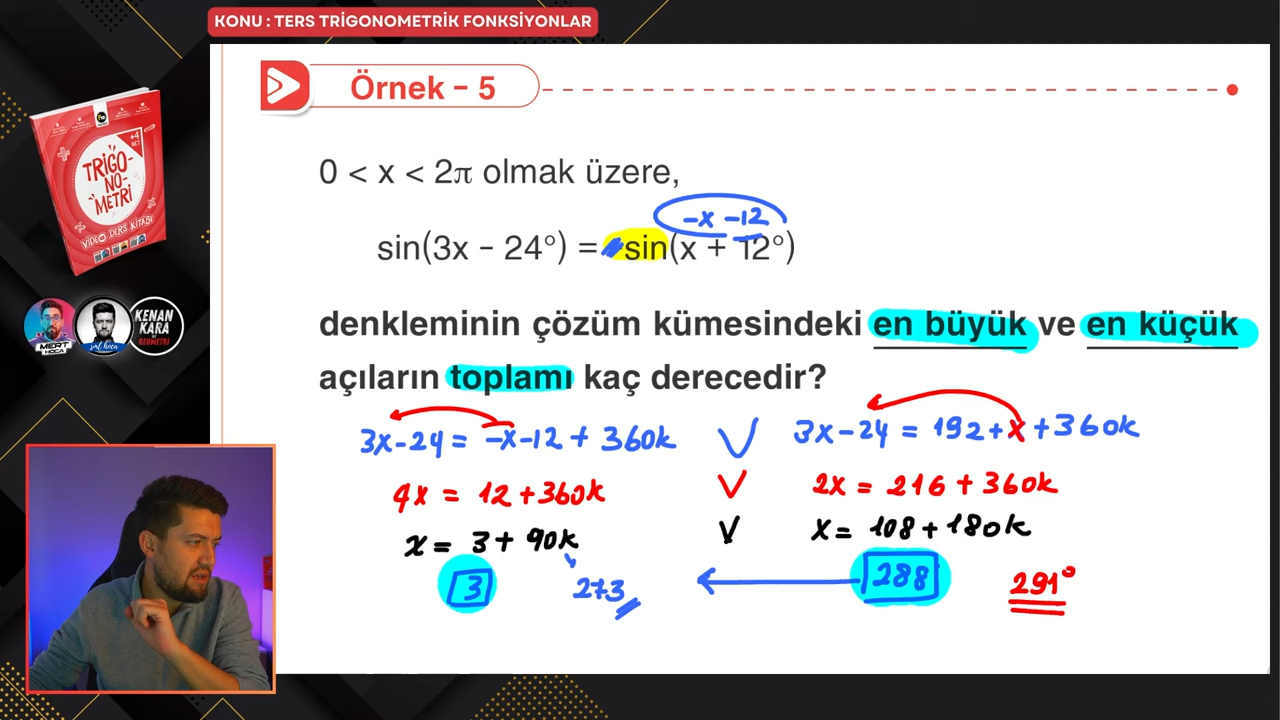 KONU : TERS TRİGONOMETRİK FONKSİYONLAR
Örnek - 5
+4 NET
TRİGO-
NO-
METRİ
VİDEO DERS KİTABI
MERT HOCA
KENAN KARA GEOMETRİ
0 < x < 2π olmak üzere,
-x -12
sin(3x - 24°) = sin(x + 12°)
denkleminin çözüm kümesindeki en büyük ve en küçük
açıların toplamı kaç derecedir?
3x-24 = -x-12 + 360k V 3x-24 = 192+x+360k
4x = 12+360k V 2x = 216 + 360k
x = 3+ 90k V x = 108+180k
3 273 ← 288 291°